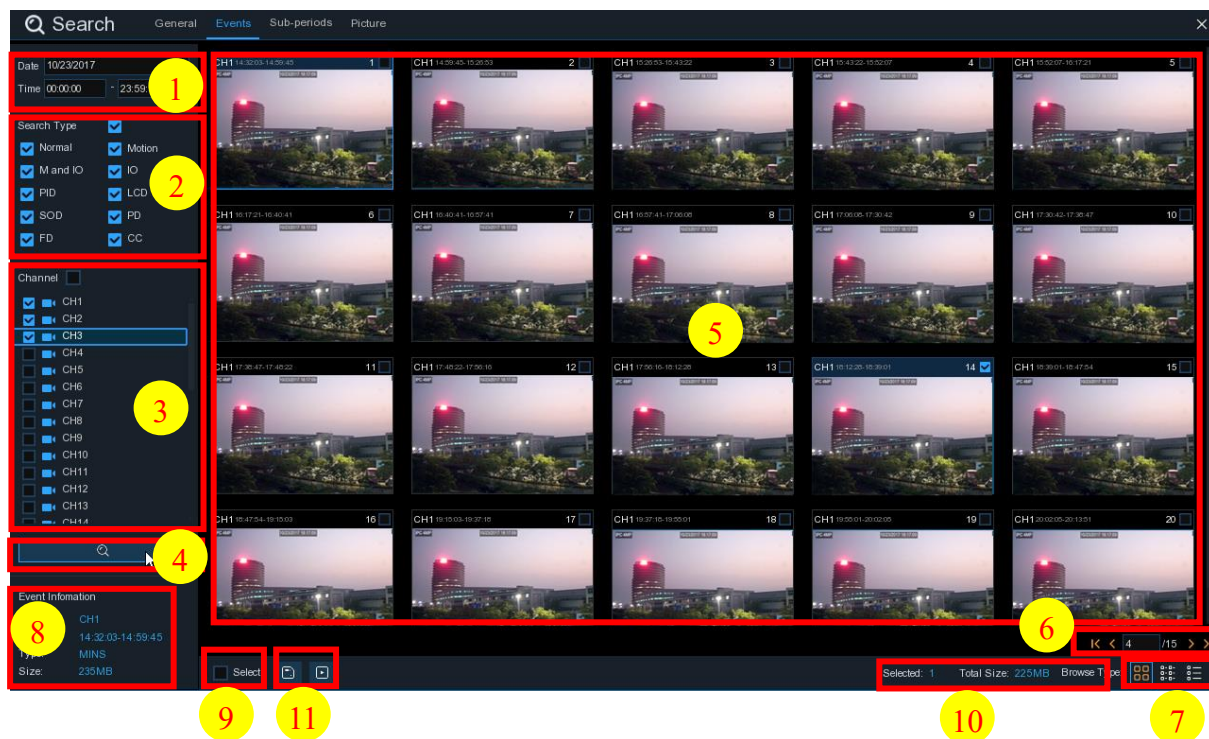 Search General Events Sub-periods Picture
Date 10/23/2017
Time 00:00:00 - 23:59:
1
Search Type
Normal Motion
M and IO IO
PID LCD
SOD PD
FD CC
2
Channel
CH1
CH2
CH3
CH4
CH5
CH6
CH7
CH8
CH9
CH10
CH11
CH12
CH13
CH14
3
4
Event Infomation
CH1
14:32:03-14:59:45
Type: MINS
Size: 235MB
8
CH1 14:32:03-14:59:45 1
CH1 14:59:45-15:26:53 2
CH1 15:26:53-15:43:22 3
CH1 15:43:22-15:52:07 4
CH1 15:52:07-16:17:21 5
CH1 16:17:21-16:40:41 6
CH1 16:40:41-16:57:41 7
CH1 16:57:41-17:06:08 8
CH1 17:06:08-17:30:42 9
CH1 17:30:42-17:36:47 10
5
CH1 17:36:47-17:46:22 11
CH1 17:46:22-17:56:16 12
CH1 17:56:16-18:12:28 13
CH1 18:12:28-18:39:01 14
CH1 18:39:01-18:47:54 15
CH1 18:47:54-19:15:03 16
CH1 19:15:03-19:37:16 17
CH1 19:37:16-19:55:01 18
CH1 19:55:01-20:02:05 19
CH1 20:02:05-20:13:51 20
6
4 /15
Select
Selected: 1 Total Size: 225MB Browse Type
9
11
10
7